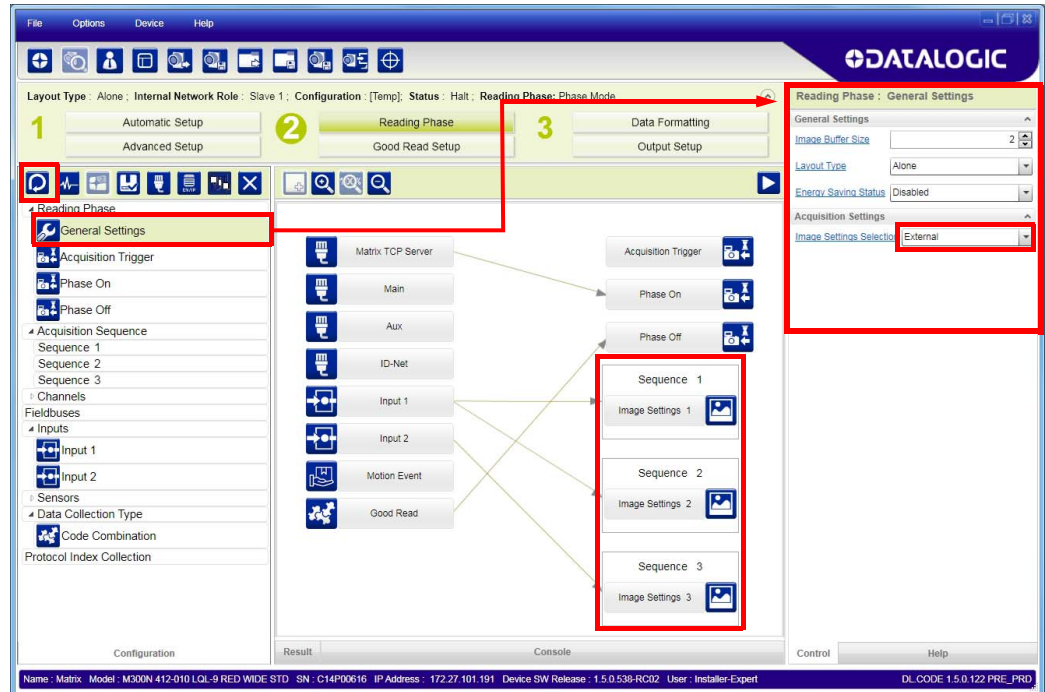 File Options Device Help
DATALOGIC
Layout Type : Alone ; Internal Network Role : Slave 1 ; Configuration : [Temp]; Status : Halt ; Reading Phase: Phase Mode
1 Automatic Setup
Advanced Setup
2 Reading Phase
Good Read Setup
3 Data Formatting
Output Setup
Reading Phase
General Settings
Acquisition Trigger
Phase On
Phase Off
Acquisition Sequence
Sequence 1
Sequence 2
Sequence 3
Channels
Fieldbuses
Inputs
Input 1
Input 2
Sensors
Data Collection Type
Code Combination
Protocol Index Collection
Configuration
Matrix TCP Server
Main
Aux
ID-Net
Input 1
Input 2
Motion Event
Good Read
Acquisition Trigger
Phase On
Phase Off
Sequence 1
Image Settings 1
Sequence 2
Image Settings 2
Sequence 3
Image Settings 3
Result Console
Reading Phase : General Settings
General Settings
Image Buffer Size 2
Layout Type Alone
Energy Saving Status Disabled
Acquisition Settings
Image Settings Selectio External
Control Help
Name : Matrix Model : M300N 412-010 LQL-9 RED WIDE STD SN : C14P00616 IP Address : 172.27.101.191 Device SW Release : 1.5.0.538-RC02 User : Installer-Expert
DL.CODE 1.5.0.122 PRE_PRD